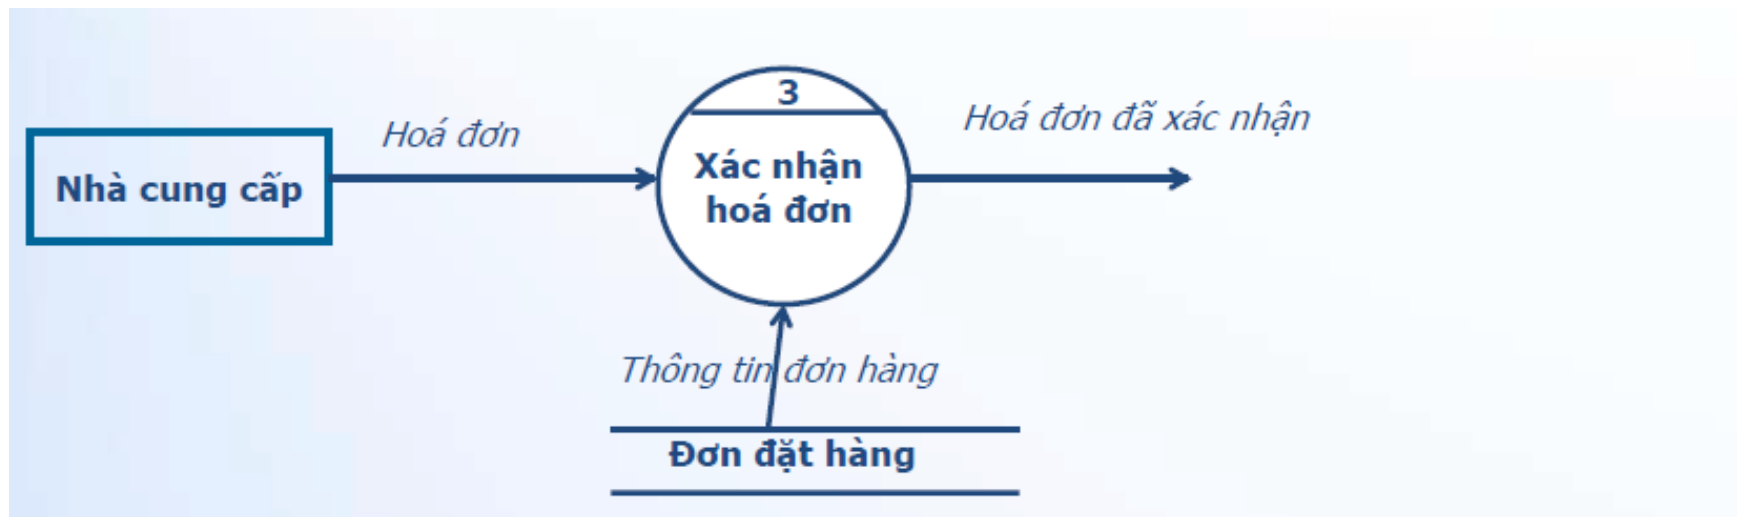 3
Hoá đơn
Hoá đơn đã xác nhận
Nhà cung cấp
Xác nhận
hoá đơn
Thông tin đơn hàng
Đơn đặt hàng